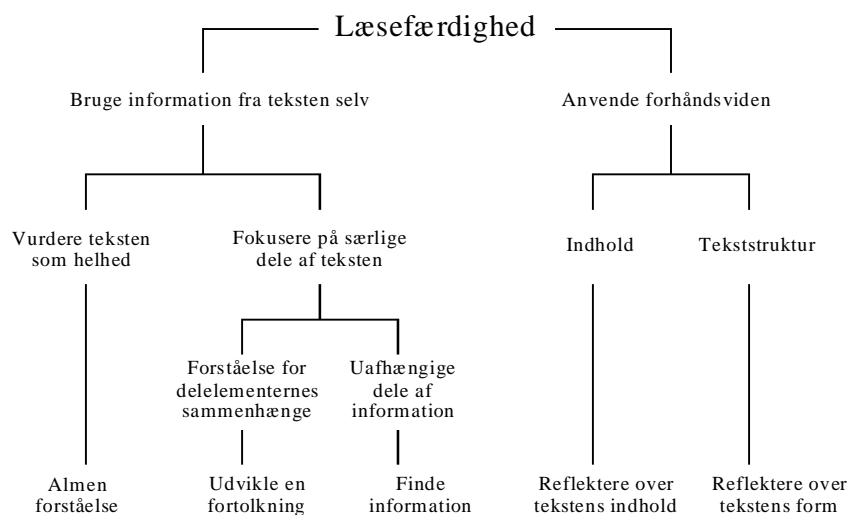 Læsefærdighed
Bruge information fra teksten selv
Anvende forhåndsviden
Vurdere teksten
som helhed
Fokusere på særlige
dele af teksten
Indhold
Tekststruktur
Forståelse for
delelementernes
sammenhænge
Uafhængige
dele af
information
Almen
forståelse
Udvikle en
fortolkning
Finde
information
Reflektere over
tekstens indhold
Reflektere over
tekstens form